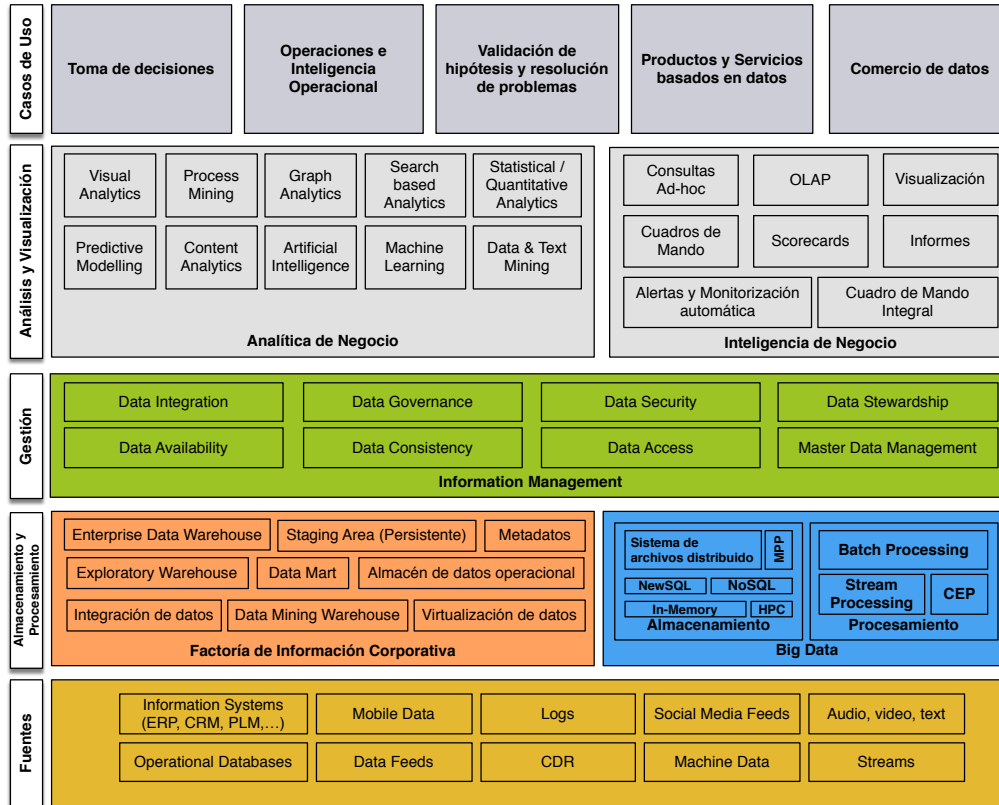 Casos de Uso
Toma de decisiones
Operaciones e
Inteligencia
Operacional
Validación de
hipótesis y resolución
de problemas
Productos y Servicios
basados en datos
Comercio de datos
Análisis y Visualización
Visual
Analytics
Process
Mining
Graph
Analytics
Search
based
Analytics
Statistical /
Quantitative
Analytics
Predictive
Modelling
Content
Analytics
Artificial
Intelligence
Machine
Learning
Data & Text
Mining
Analítica de Negocio
Consultas
Ad-hoc
OLAP
Visualización
Cuadros de
Mando
Scorecards
Informes
Alertas y Monitorización
automática
Cuadro de Mando
Integral
Inteligencia de Negocio
Gestión
Data Integration
Data Governance
Data Security
Data Stewardship
Data Availability
Data Consistency
Data Access
Master Data Management
Information Management
Almacenamiento y
Procesamiento
Enterprise Data Warehouse
Staging Area (Persistente)
Metadatos
Exploratory Warehouse
Data Mart
Almacén de datos operacional
Integración de datos
Data Mining Warehouse
Virtualización de datos
Factoría de Información Corporativa
Sistema de
archivos distribuido
MPP
NewSQL
NoSQL
In-Memory
HPC
Almacenamiento
Batch Processing
Stream
Processing
CEP
Procesamiento
Big Data
Fuentes
Information Systems
(ERP, CRM, PLM,…)
Mobile Data
Logs
Social Media Feeds
Audio, video, text
Operational Databases
Data Feeds
CDR
Machine Data
Streams